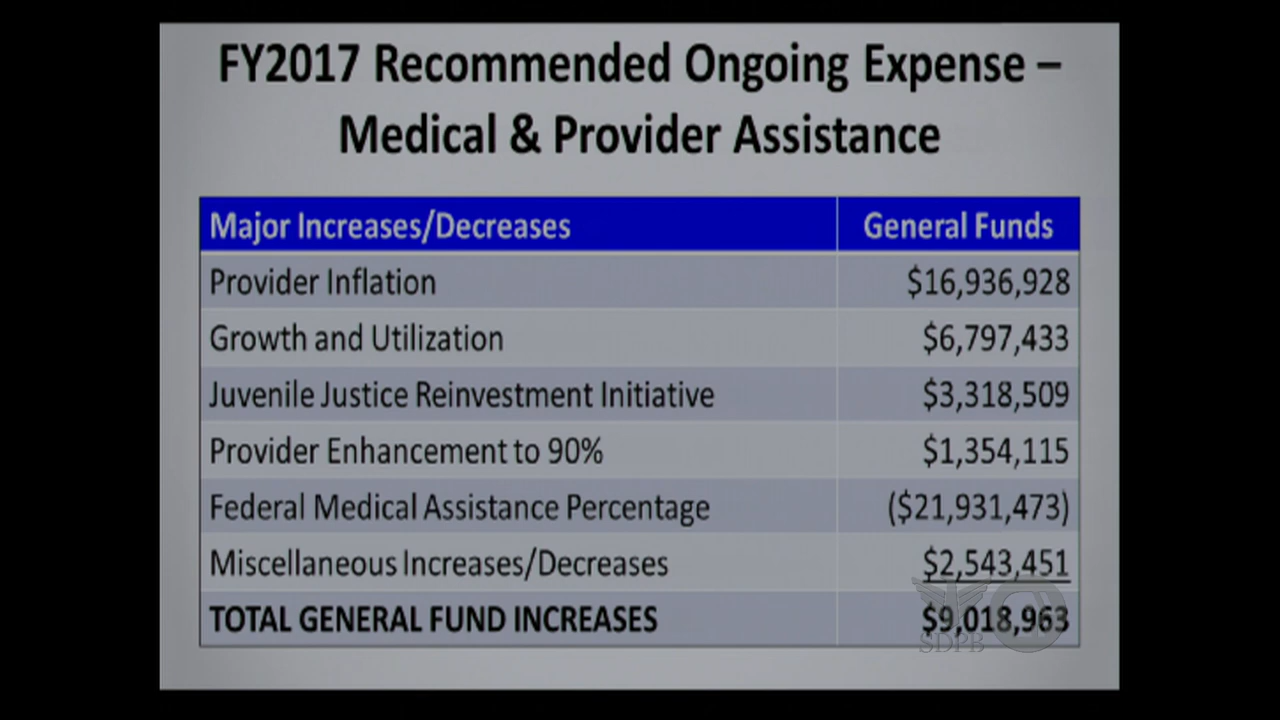 FY2017 Recommended Ongoing Expense –
Medical & Provider Assistance
Major Increases/Decreases General Funds
Provider Inflation $16,936,928
Growth and Utilization $6,797,433
Juvenile Justice Reinvestment Initiative $3,318,509
Provider Enhancement to 90% $1,354,115
Federal Medical Assistance Percentage ($21,931,473)
Miscellaneous Increases/Decreases $2,543,451
TOTAL GENERAL FUND INCREASES $9,018,963
SDPB